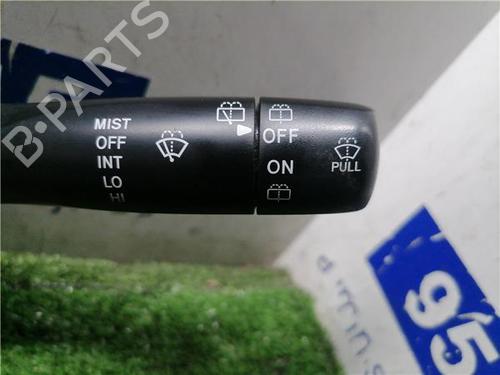 B-PARTS
MIST
OFF
INT
LO
HI
OFF
ON
PULL
95